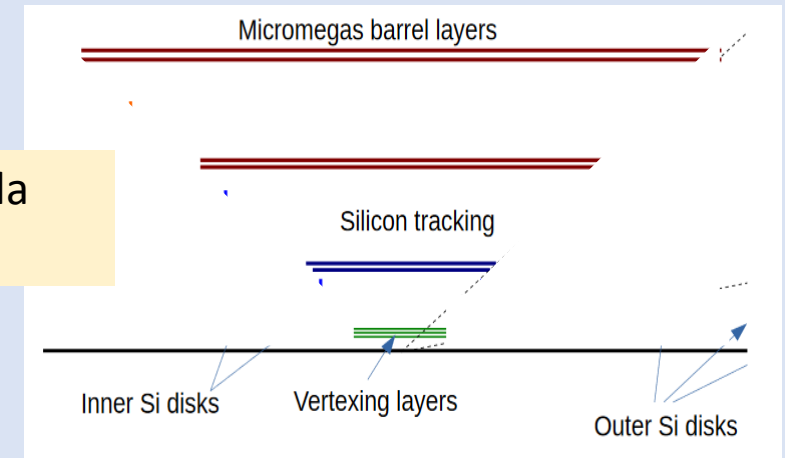 Micromegas barrel layers
Silicon tracking
Inner Si disks
Vertexing layers
Outer Si disks